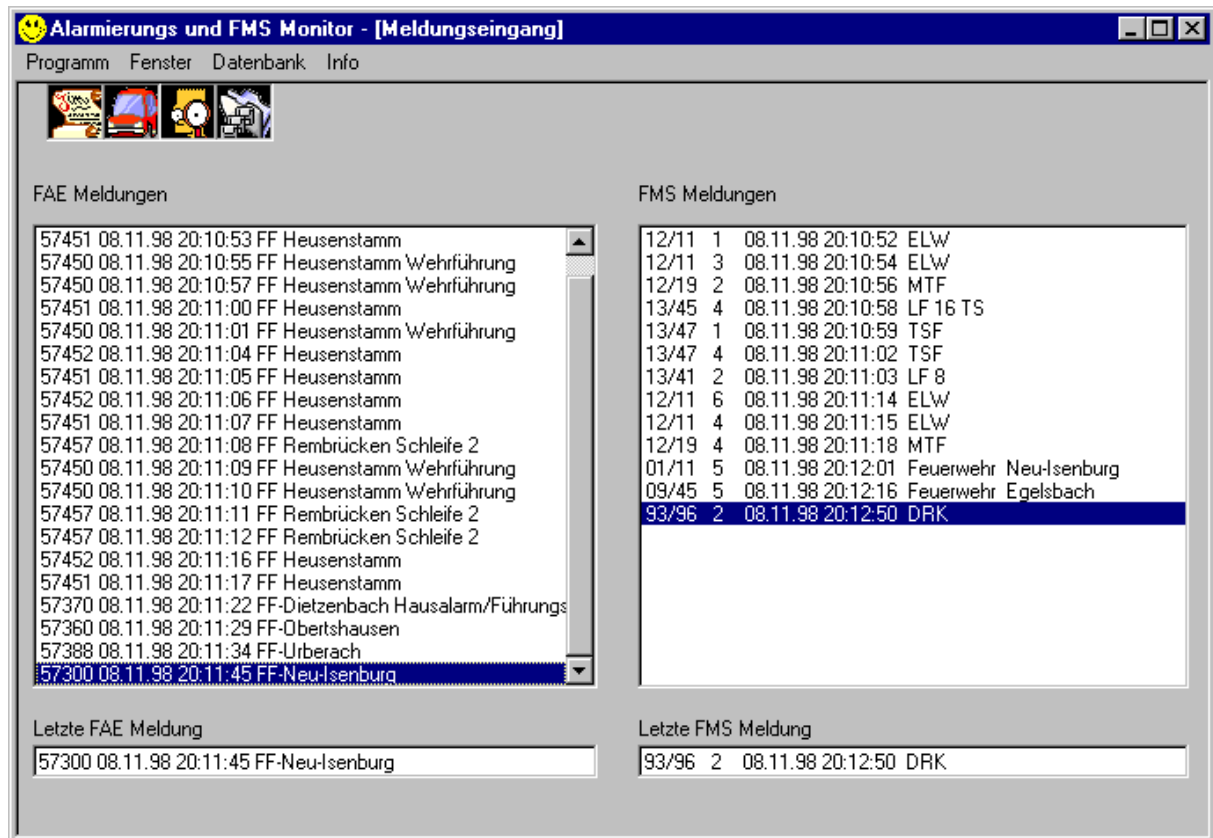 Alarmierungs und FMS Monitor - [Meldungseingang]
Programm Fenster Datenbank Info
FAE Meldungen
57451 08.11.98 20:10:53 FF Heusenstamm
57450 08.11.98 20:10:55 FF Heusenstamm Wehrführung
57450 08.11.98 20:10:57 FF Heusenstamm Wehrführung
57451 08.11.98 20:11:00 FF Heusenstamm
57450 08.11.98 20:11:01 FF Heusenstamm Wehrführung
57452 08.11.98 20:11:04 FF Heusenstamm
57451 08.11.98 20:11:05 FF Heusenstamm
57452 08.11.98 20:11:06 FF Heusenstamm
57451 08.11.98 20:11:07 FF Heusenstamm
57457 08.11.98 20:11:08 FF Rembrücken Schleife 2
57450 08.11.98 20:11:09 FF Heusenstamm Wehrführung
57450 08.11.98 20:11:10 FF Heusenstamm Wehrführung
57457 08.11.98 20:11:11 FF Rembrücken Schleife 2
57457 08.11.98 20:11:12 FF Rembrücken Schleife 2
57452 08.11.98 20:11:16 FF Heusenstamm
57451 08.11.98 20:11:17 FF Heusenstamm
57370 08.11.98 20:11:22 FF-Dietzenbach Hausalarm/Führungs
57360 08.11.98 20:11:29 FF-Obertshausen
57388 08.11.98 20:11:34 FF-Urberach
57300 08.11.98 20:11:45 FF-Neu-Isenburg
Letzte FAE Meldung
57300 08.11.98 20:11:45 FF-Neu-Isenburg
FMS Meldungen
12/11 1 08.11.98 20:10:52 ELW
12/11 3 08.11.98 20:10:54 ELW
12/19 2 08.11.98 20:10:56 MTF
13/45 4 08.11.98 20:10:58 LF 16 TS
13/47 1 08.11.98 20:10:59 TSF
13/47 4 08.11.98 20:11:02 TSF
13/41 2 08.11.98 20:11:03 LF 8
12/11 6 08.11.98 20:11:14 ELW
12/11 4 08.11.98 20:11:15 ELW
12/19 4 08.11.98 20:11:18 MTF
01/11 5 08.11.98 20:12:01 Feuerwehr Neu-Isenburg
09/45 5 08.11.98 20:12:16 Feuerwehr Egelsbach
93/96 2 08.11.98 20:12:50 DRK
Letzte FMS Meldung
93/96 2 08.11.98 20:12:50 DRK